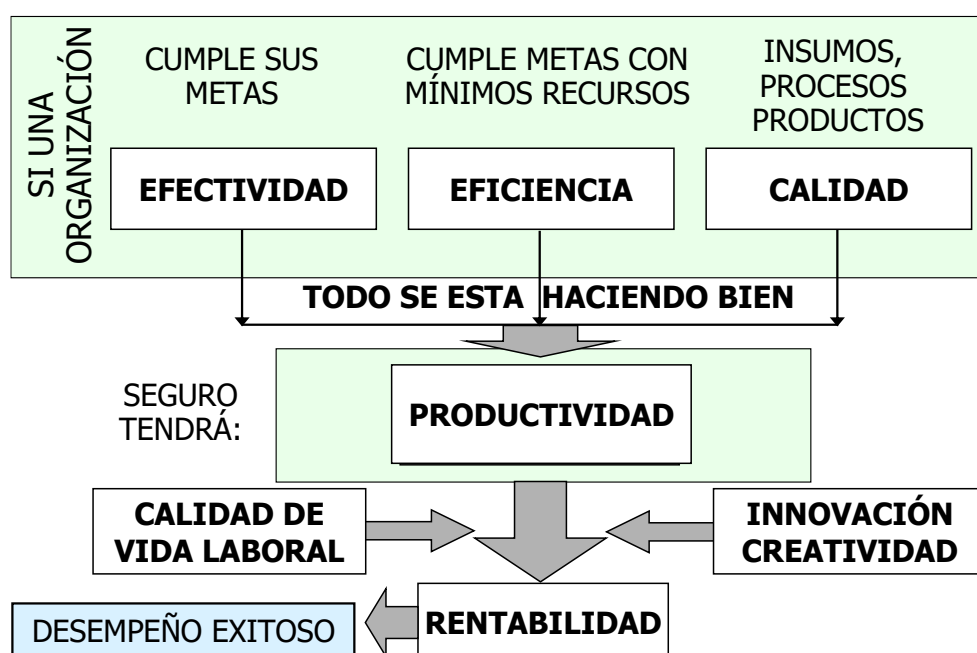 SI UNA
ORGANIZACIÓN
CUMPLE SUS
METAS
CUMPLE METAS CON
MÍNIMOS RECURSOS
INSUMOS,
PROCESOS
PRODUCTOS
EFECTIVIDAD
EFICIENCIA
CALIDAD
TODO SE ESTA HACIENDO BIEN
SEGURO
TENDRÁ:
PRODUCTIVIDAD
CALIDAD DE
VIDA LABORAL
INNOVACIÓN
CREATIVIDAD
DESEMPEÑO EXITOSO
RENTABILIDAD